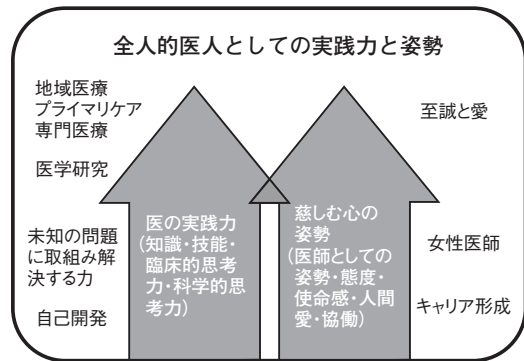 全人的医人としての実践力と姿勢
地域医療
プライマリケア
専門医療
医学研究
未知の問題
に取組み解
決する力
自己開発
医の実践力
(知識・技能・
臨床的思考
力・科学的思
考力)
慈しむ心の
姿勢
(医師としての
姿勢・態度・
使命感・人間
愛・協働)
至誠と愛
女性医師
キャリア形成